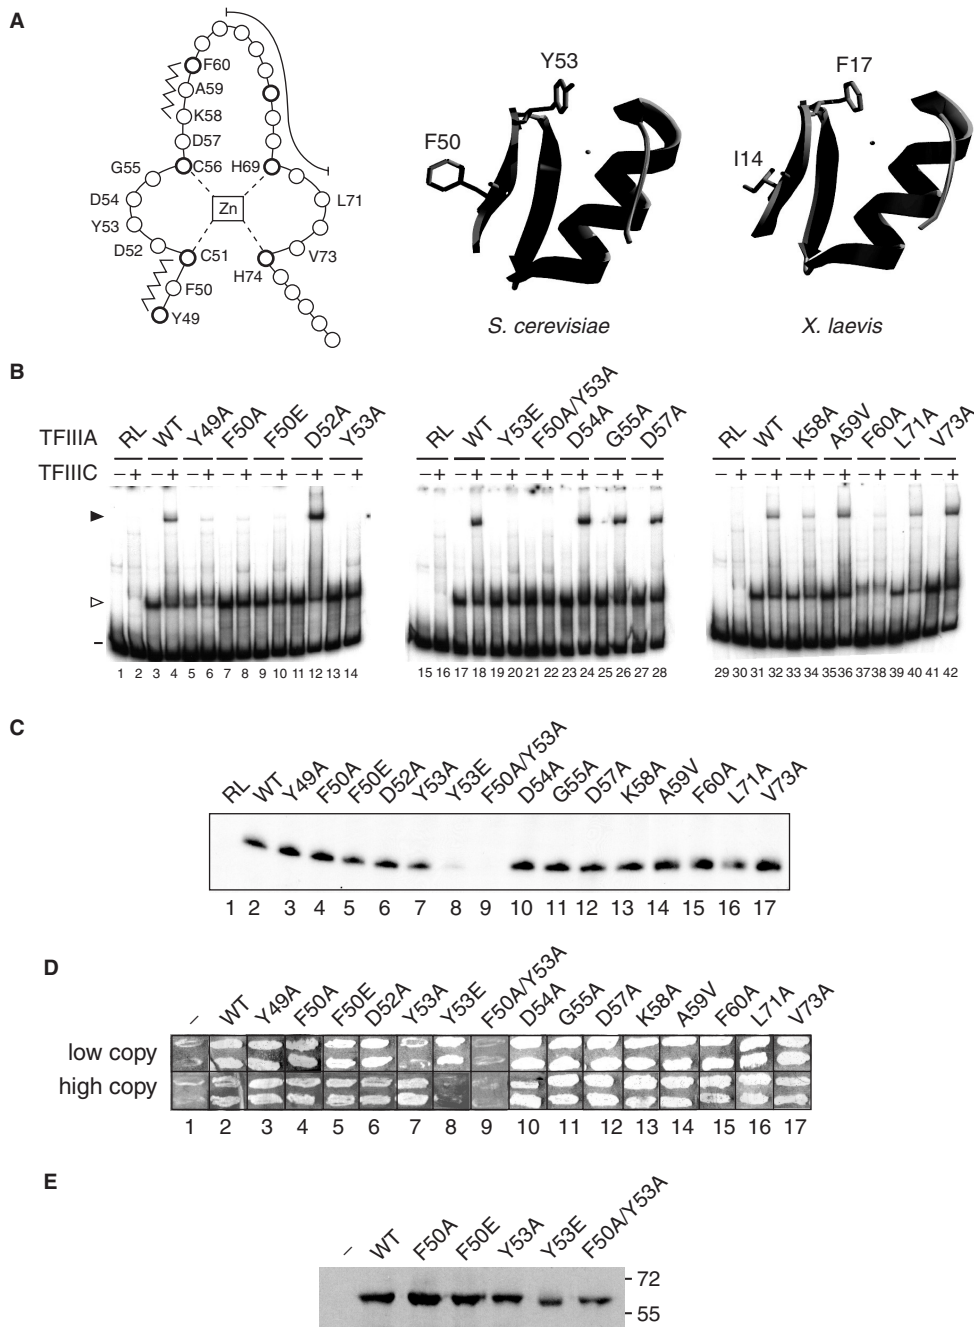 A
F60
A59
K58
D57
G55
C56
H69
D54
L71
Zn
Y53
D52
C51
V73
H74
F50
Y49
Y53
F50
F17
I14
S. cerevisiae
X. laevis
B
TFIIIA
RL WT Y49A F50A F50E D52A Y53A
RL WT Y53E F50A/Y53A D54A G55A D57A
RL WT K58A A59V F60A L71A V73A
TFIIIC
– + – + – + – + – + – + – +
– + – + – + – + – + – + – +
– + – + – + – + – + – + – +
1 2 3 4 5 6 7 8 9 10 11 12 13 14
15 16 17 18 19 20 21 22 23 24 25 26 27 28
29 30 31 32 33 34 35 36 37 38 39 40 41 42
C
RL WT Y49A F50A F50E D52A Y53A Y53E F50A/Y53A D54A G55A D57A K58A A59V F60A L71A V73A
1 2 3 4 5 6 7 8 9 10 11 12 13 14 15 16 17
D
– WT Y49A F50A F50E D52A Y53A Y53E F50A/Y53A D54A G55A D57A K58A A59V F60A L71A V73A
low copy
high copy
1 2 3 4 5 6 7 8 9 10 11 12 13 14 15 16 17
E
– WT F50A F50E Y53A Y53E F50A/Y53A
72
55